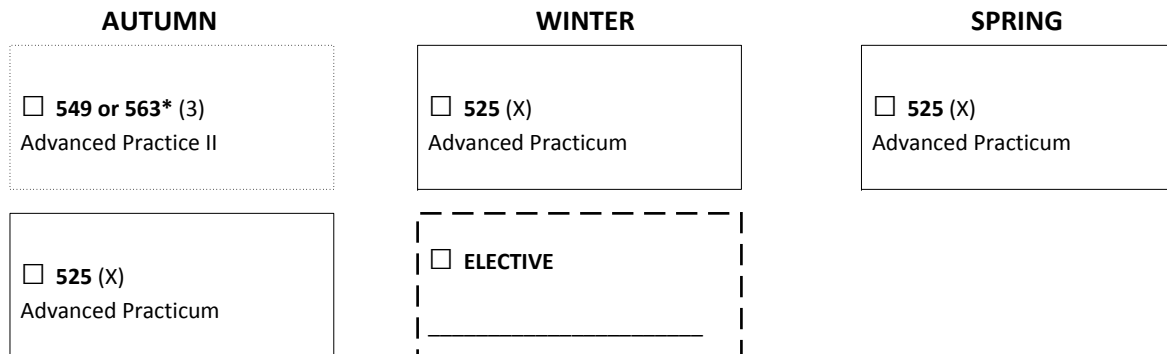 AUTUMN
☐ 549 or 563* (3)
Advanced Practice II
☐ 525 (X)
Advanced Practicum
WINTER
☐ 525 (X)
Advanced Practicum
☐ ELECTIVE
_______________________
SPRING
☐ 525 (X)
Advanced Practicum